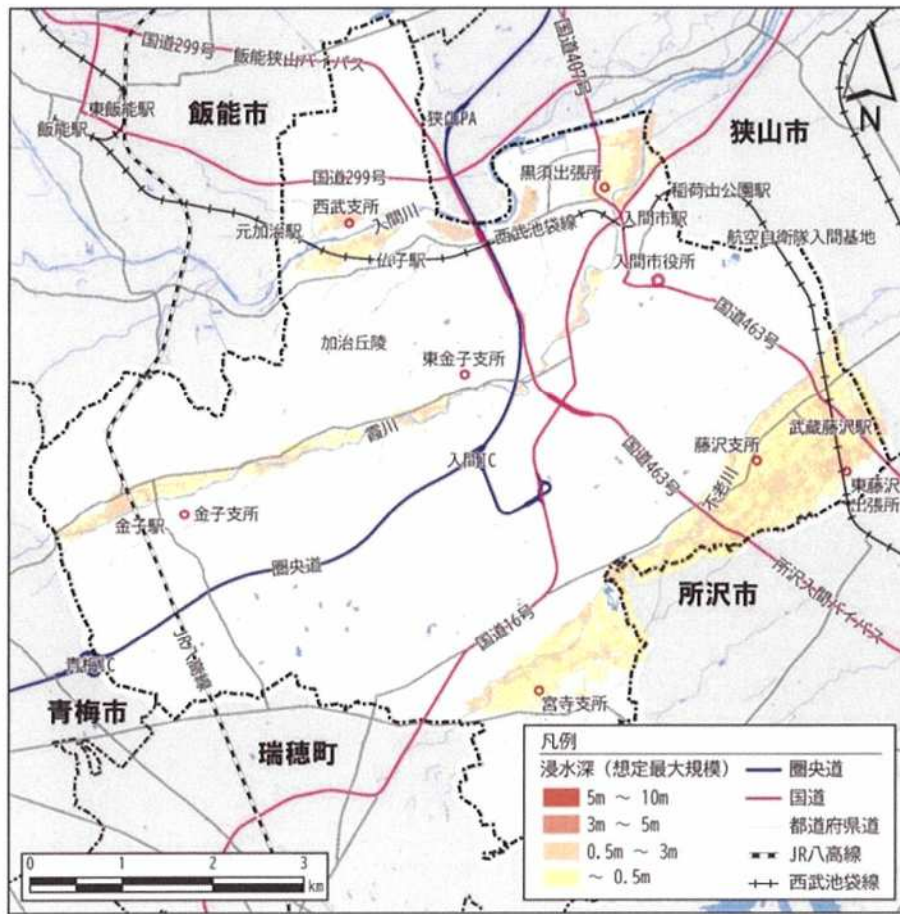 国道299号
飯能狭山バイパス
国道407号
飯能市
東飯能駅
飯能駅
狭山PA
狭山市
N
国道299号
黒須出張所
稲荷山公園駅
西武支所
入間川
元加治駅
西武池袋線
入間市駅
仏子駅
航空自衛隊入間基地
入間市役所
加治丘陵
国道463号
東金子支所
霞川
入間IC
国道463号
藤沢支所
武蔵藤沢駅
不老川
東藤沢
出張所
金子駅
金子支所
圏央道
所沢市
所沢入間バイパス
国道16号
JR八高線
青梅IC
青梅市
宮寺支所
瑞穂町
凡例
浸水深（想定最大規模）
5m ～ 10m
3m ～ 5m
0.5m ～ 3m
～ 0.5m
圏央道
国道
都道府県道
JR八高線
西武池袋線
0 1 2 3
km